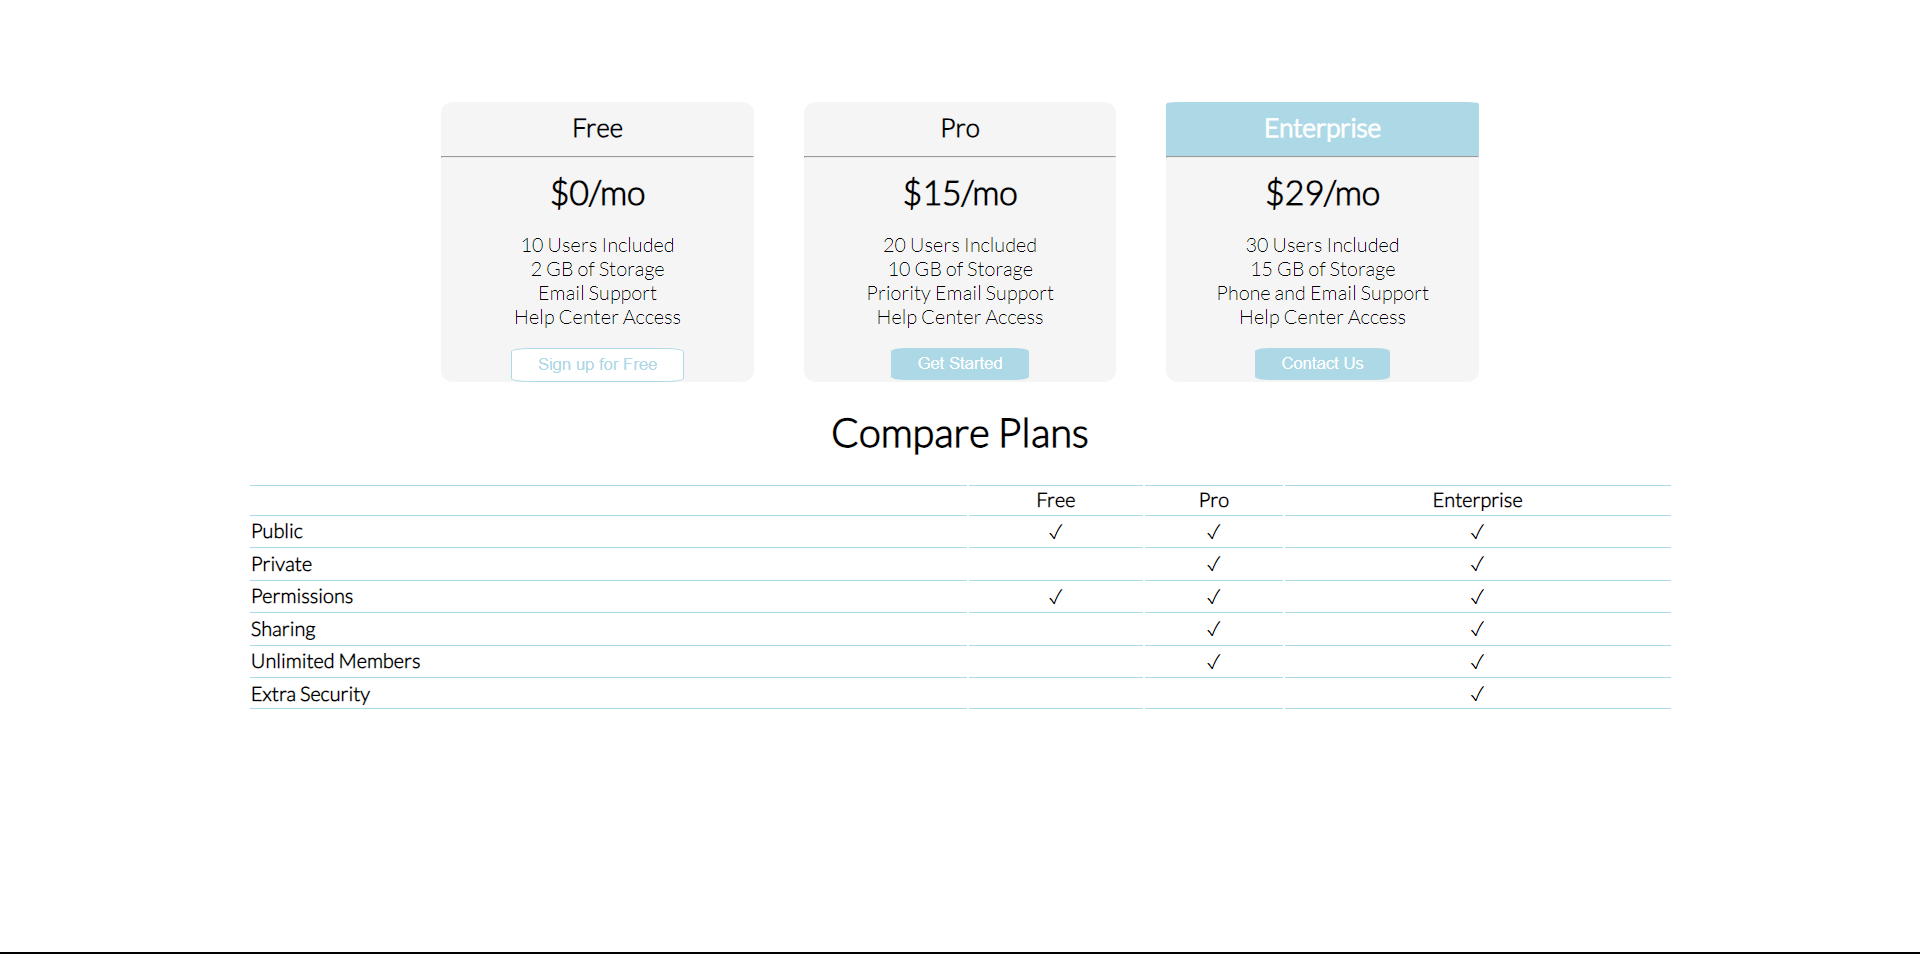 Free
$0/mo
10 Users Included
2 GB of Storage
Email Support
Help Center Access
Sign up for Free
Pro
$15/mo
20 Users Included
10 GB of Storage
Priority Email Support
Help Center Access
Get Started
Enterprise
$29/mo
30 Users Included
15 GB of Storage
Phone and Email Support
Help Center Access
Contact Us
Compare Plans
Free Pro Enterprise
Public ✓ ✓ ✓
Private ✓ ✓
Permissions ✓ ✓ ✓
Sharing ✓ ✓
Unlimited Members ✓ ✓
Extra Security ✓